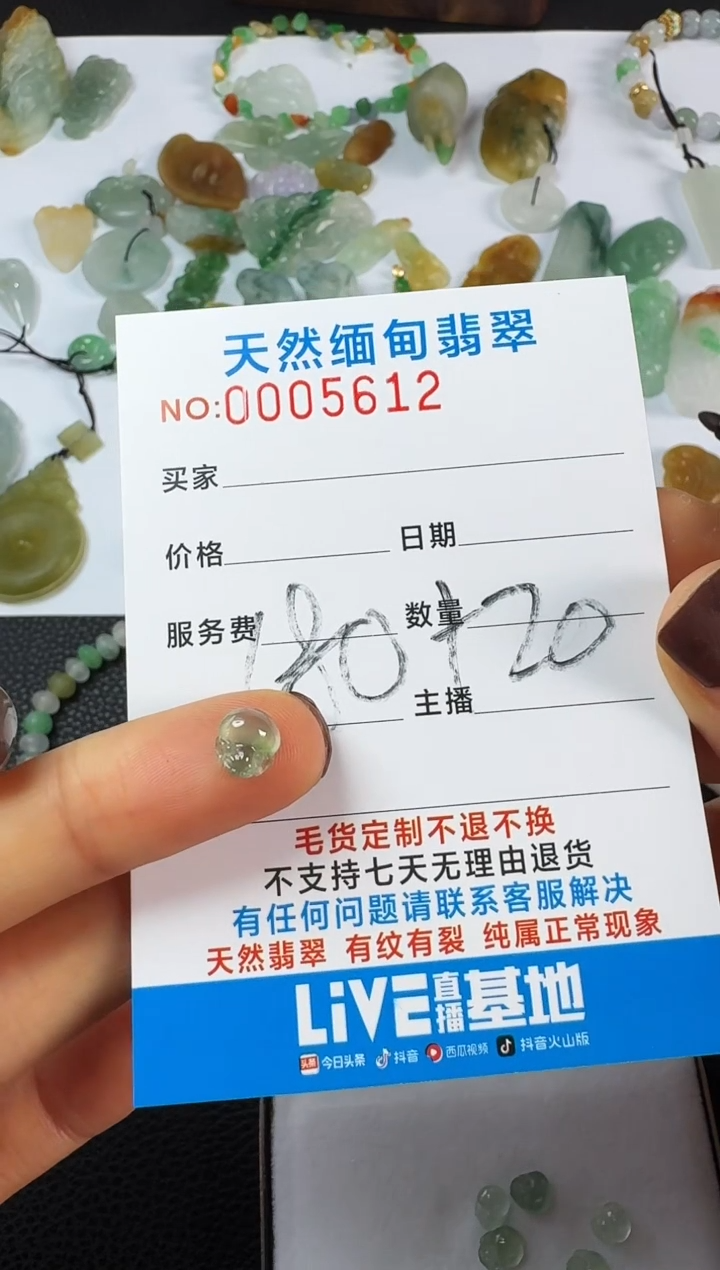 天然缅甸翡翠
NO:0005612
买家
价格 日期
服务费 数量
180+20
主播
毛货定制不退不换
不支持七天无理由退货
有任何问题请联系客服解决
天然翡翠 有纹有裂 纯属正常现象
LiVE直播基地
头条 今日头条 抖音 西瓜视频 抖音火山版